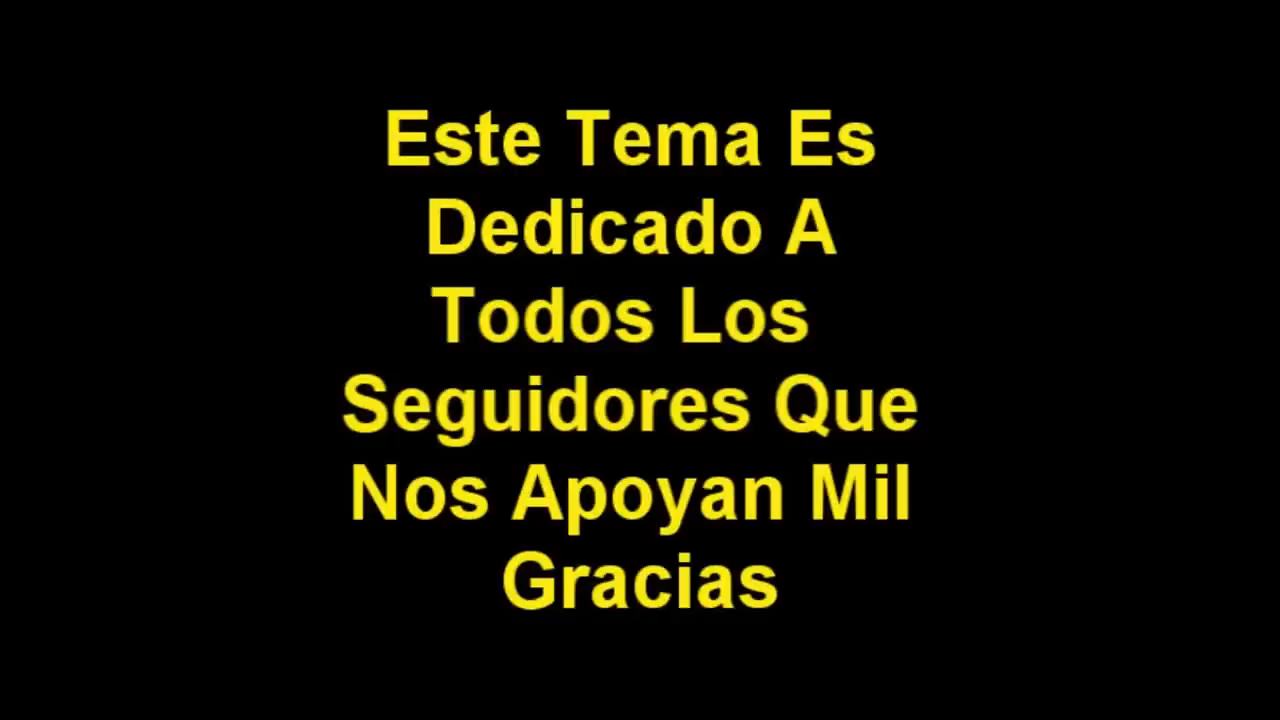 Este Tema Es
Dedicado A
Todos Los
Seguidores Que
Nos Apoyan Mil
Gracias